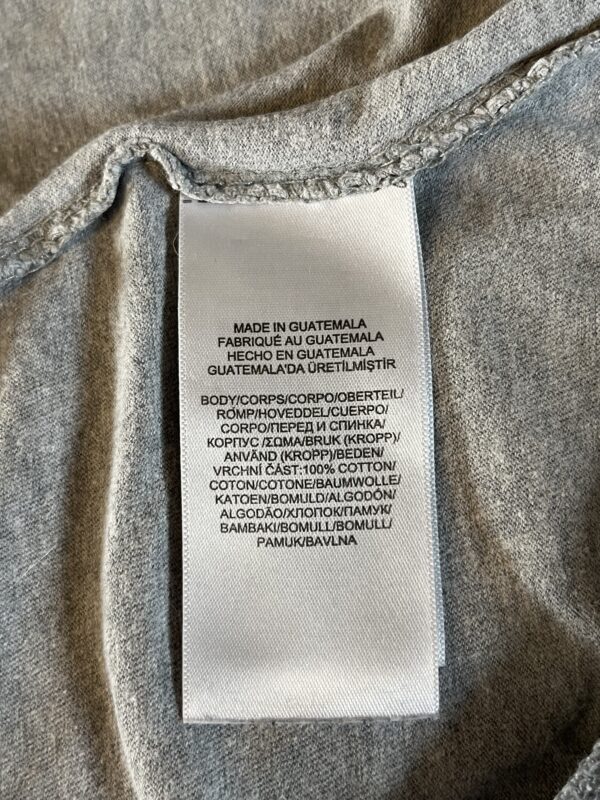 MADE IN GUATEMALA
FABRIQUÉ AU GUATEMALA
HECHO EN GUATEMALA
GUATEMALA'DA ÜRETİLMİŞTİR
BODY/CORPS/CORPO/OBERTEIL/
ROMP/HOVEDDEL/CUERPO/
CORPO/ПЕРЕД И СПИНКА/
КОРПУС /ΣΩΜΑ/BRUK (KROPP)/
ANVÄND (KROPP)/BEDEN/
VRCHNÍ ČÁST:100% COTTON/
COTON/COTONE/BAUMWOLLE/
KATOEN/BOMULD/ALGODÓN/
ALGODÃO/ХЛОПОК/ПАМУК/
BAMBAKI/BOMULL/BOMULL/
PAMUK/BAVLNA